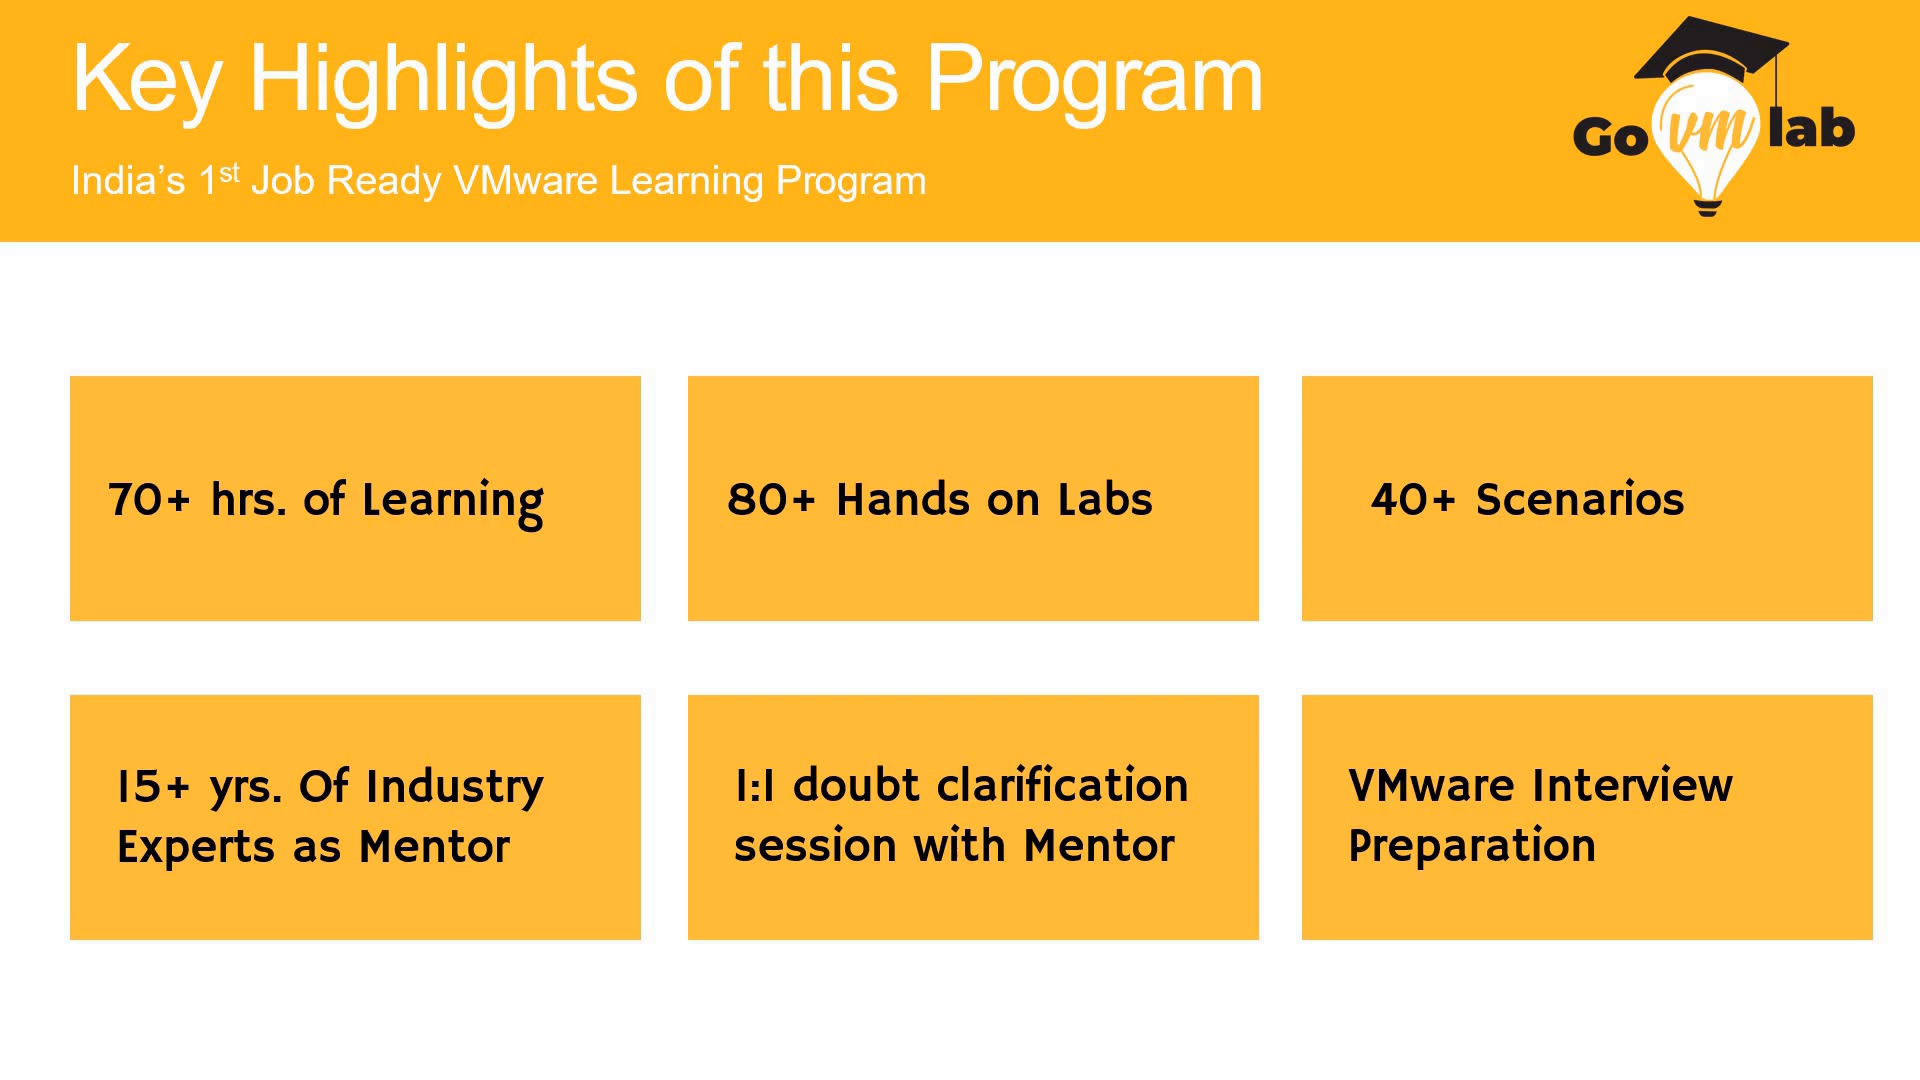 Key Highlights of this Program
India's 1st Job Ready VMware Learning Program
Go vm lab
70+ hrs. of Learning
80+ Hands on Labs
40+ Scenarios
15+ yrs. Of Industry
Experts as Mentor
1:1 doubt clarification
session with Mentor
VMware Interview
Preparation